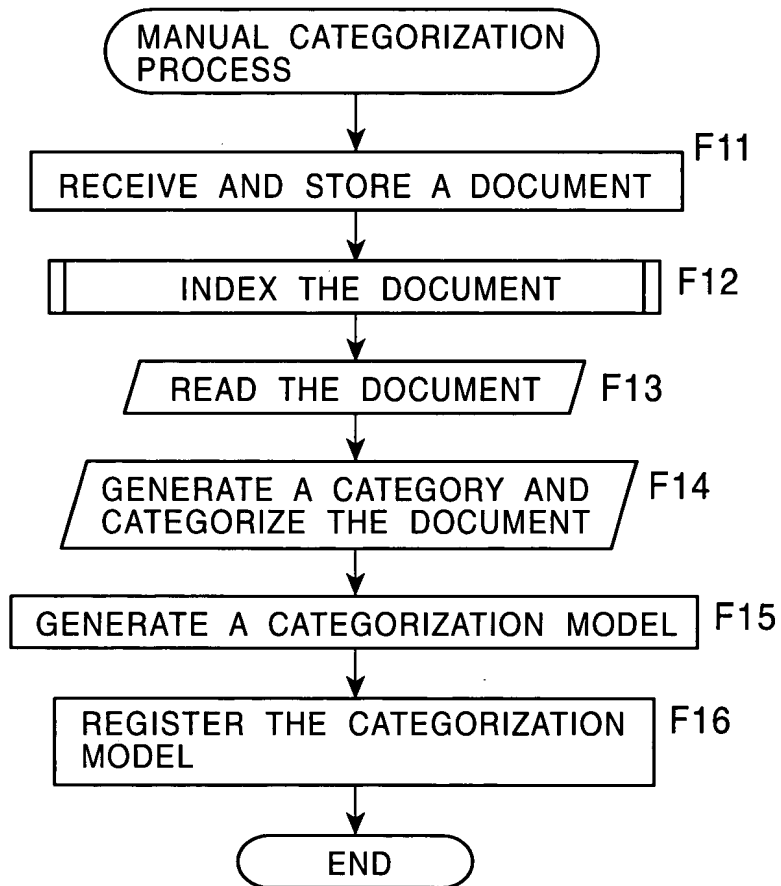 MANUAL CATEGORIZATION
PROCESS
F11
RECEIVE AND STORE A DOCUMENT
INDEX THE DOCUMENT
F12
READ THE DOCUMENT
F13
GENERATE A CATEGORY AND
CATEGORIZE THE DOCUMENT
F14
GENERATE A CATEGORIZATION MODEL
F15
REGISTER THE CATEGORIZATION
MODEL
F16
END